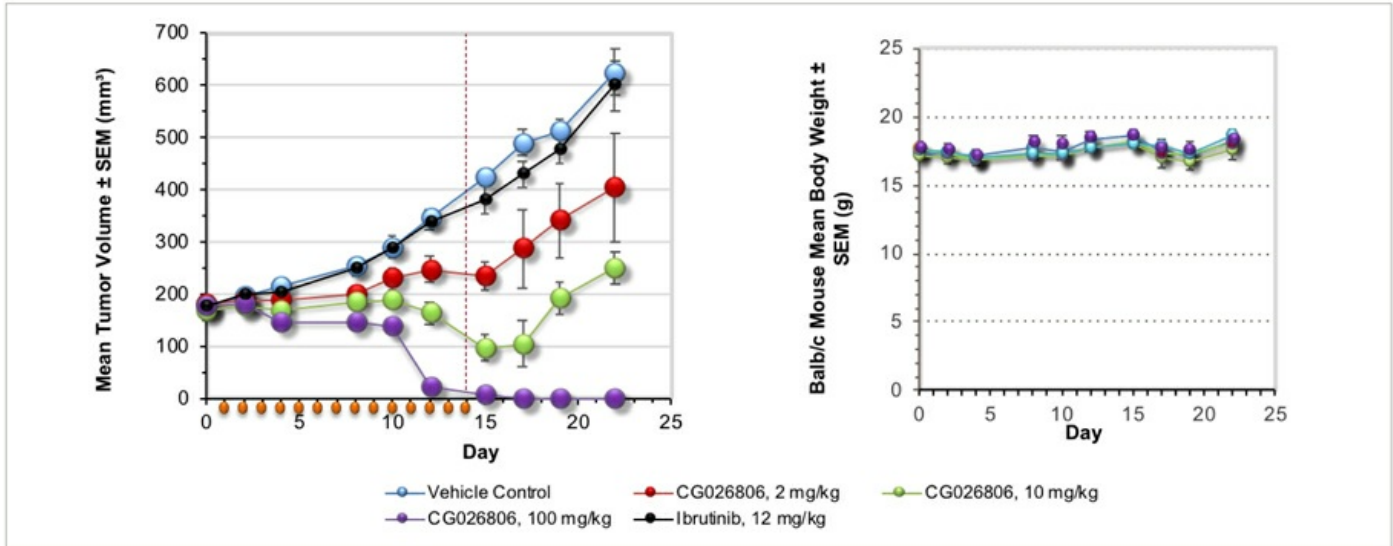 Mean Tumor Volume ± SEM (mm³)
700
600
500
400
300
200
100
0
0 5 10 15 20 25
Day
Balb/c Mouse Mean Body Weight ±
SEM (g)
25
20
15
10
5
0
0 5 10 15 20 25
Day
Vehicle Control CG026806, 2 mg/kg CG026806, 10 mg/kg
CG026806, 100 mg/kg Ibrutinib, 12 mg/kg